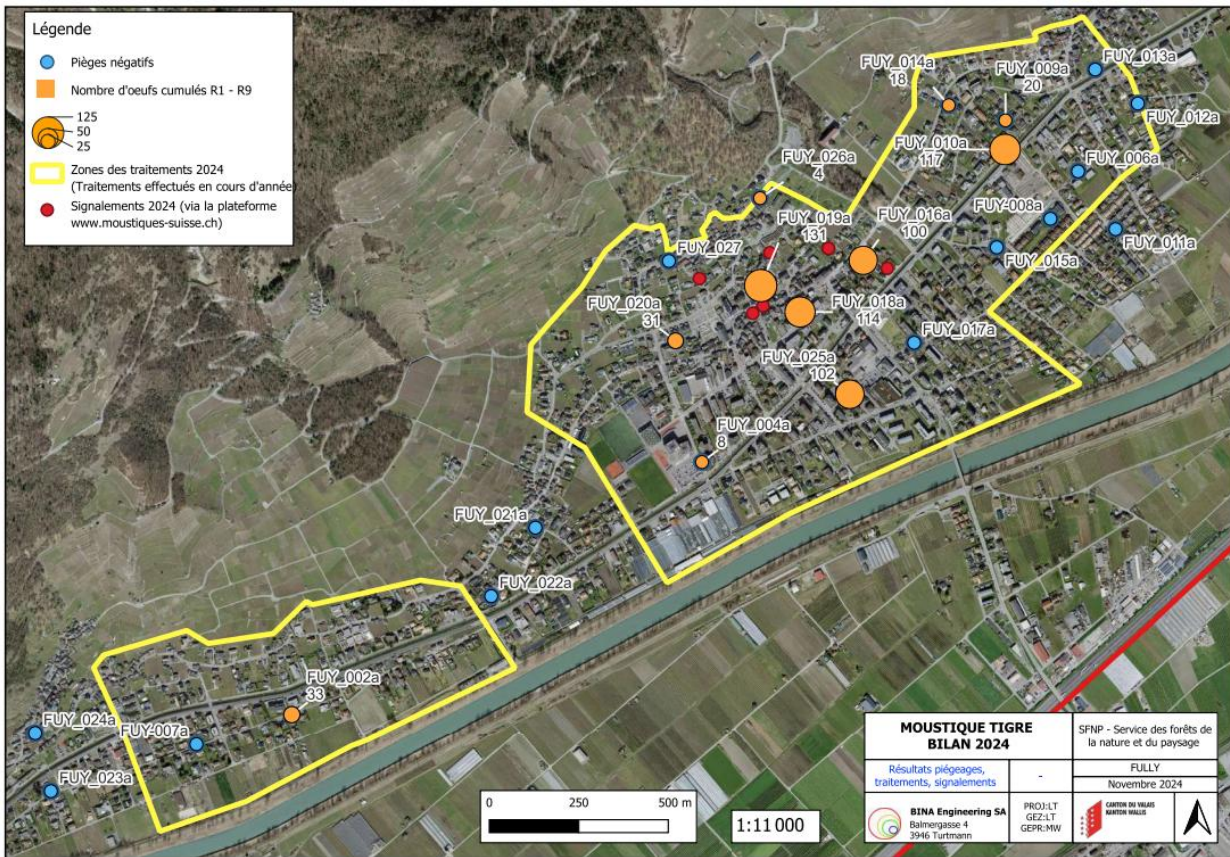 Légende
Pièges négatifs
Nombre d'oeufs cumulés R1 - R9
125
50
25
Zones des traitements 2024
(Traitements effectués en cours d'année
Signalements 2024 (via la plateforme
www.moustiques-suisse.ch)
FUY_014a
18
FUY_009a
20
FUY_013a
FUY_012a
FUY_010a
117
FUY_006a
FUY_026a
4
FUY-008a
FUY_011a
FUY_019a
131
FUY_016a
100
FUY_015a
FUY_027
FUY_020a
31
FUY_018a
114
FUY_017a
FUY_025a
102
FUY_004a
8
FUY_021a
FUY_022a
FUY_002a
33
FUY_024a
FUY-007a
FUY_023a
0
250
500 m
1:11 000
MOUSTIQUE TIGRE
BILAN 2024
SFNP - Service des forêts de
la nature et du paysage
Résultats piégeages,
traitements, signalements
-
FULLY
Novembre 2024
BINA Engineering SA
Balmergasse 4
3946 Turtmann
PROJ:LT
GEZ:LT
GEPR:MW
CANTON DU VALAIS
KANTON WALLIS